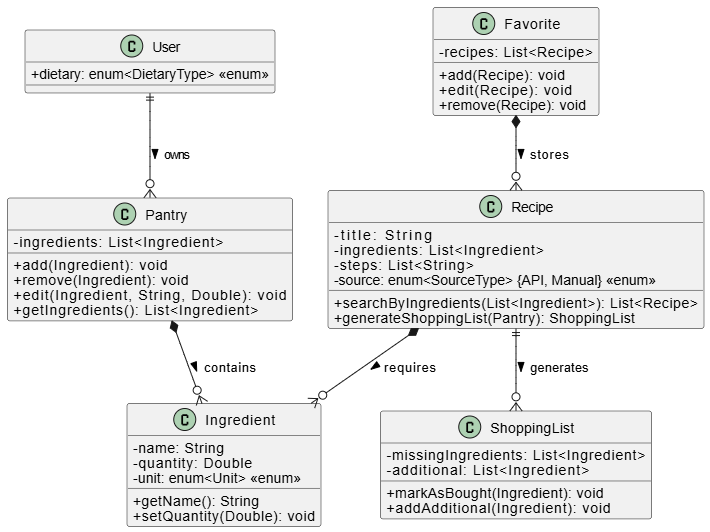 C User
+dietary: enum<DietaryType> «enum»
C Favorite
-recipes: List<Recipe>
+add(Recipe): void
+edit(Recipe): void
+remove(Recipe): void
owns
stores
C Pantry
-ingredients: List<Ingredient>
+add(Ingredient): void
+remove(Ingredient): void
+edit(Ingredient, String, Double): void
+getIngredients(): List<Ingredient>
C Recipe
-title: String
-ingredients: List<Ingredient>
-steps: List<String>
-source: enum<SourceType> {API, Manual} «enum»
+searchByIngredients(List<Ingredient>): List<Recipe>
+generateShoppingList(Pantry): ShoppingList
contains
requires
generates
C Ingredient
-name: String
-quantity: Double
-unit: enum<Unit> «enum»
+getName(): String
+setQuantity(Double): void
C ShoppingList
-missingIngredients: List<Ingredient>
-additional: List<Ingredient>
+markAsBought(Ingredient): void
+addAdditional(Ingredient): void